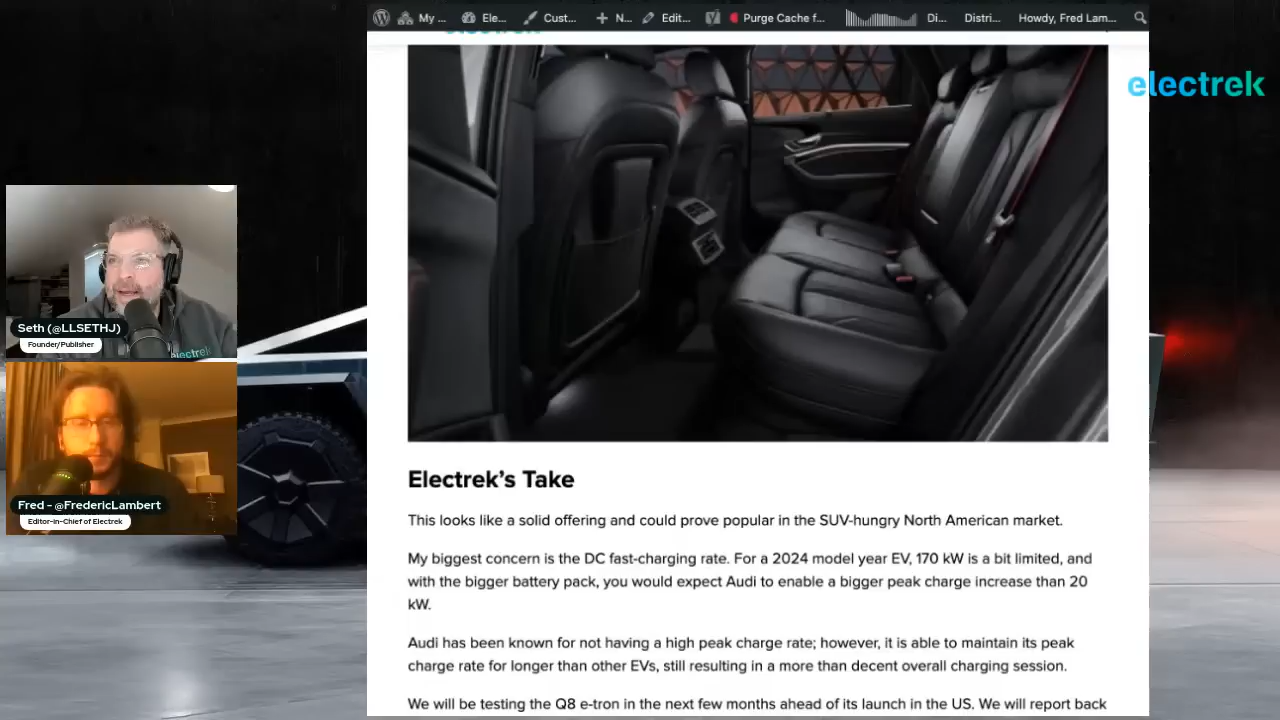 My ... Ele... Cust... N... Edit... Purge Cache f... Di... Distri... Howdy, Fred Lam...
electrek
Seth (@LLSETHJ)
Founder/Publisher
electrek
Fred - @FredericLambert
Editor-in-Chief of Electrek
Electrek's Take
This looks like a solid offering and could prove popular in the SUV-hungry North American market.
My biggest concern is the DC fast-charging rate. For a 2024 model year EV, 170 kW is a bit limited, and
with the bigger battery pack, you would expect Audi to enable a bigger peak charge increase than 20
kW.
Audi has been known for not having a high peak charge rate; however, it is able to maintain its peak
charge rate for longer than other EVs, still resulting in a more than decent overall charging session.
We will be testing the Q8 e-tron in the next few months ahead of its launch in the US. We will report back